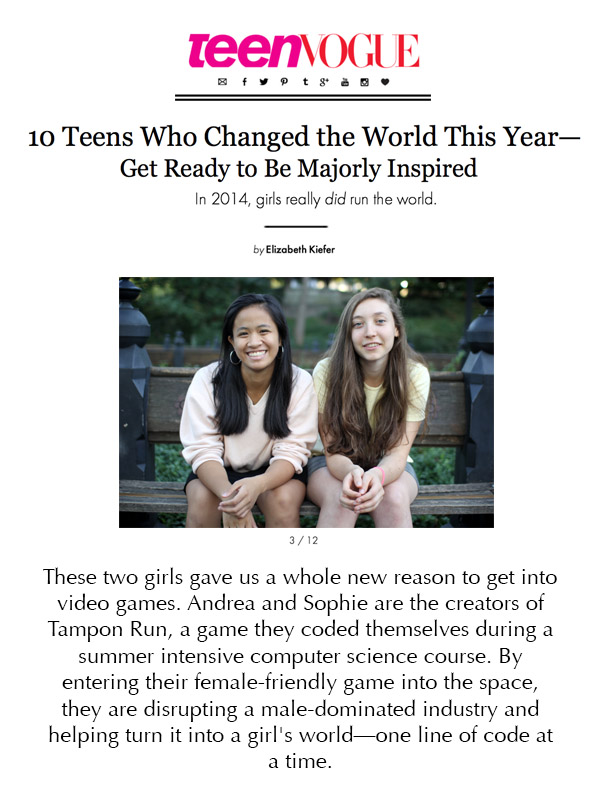 teenVOGUE
10 Teens Who Changed the World This Year—
Get Ready to Be Majorly Inspired
In 2014, girls really did run the world.
by Elizabeth Kiefer
3 / 12
These two girls gave us a whole new reason to get into
video games. Andrea and Sophie are the creators of
Tampon Run, a game they coded themselves during a
summer intensive computer science course. By
entering their female-friendly game into the space,
they are disrupting a male-dominated industry and
helping turn it into a girl's world—one line of code at
a time.